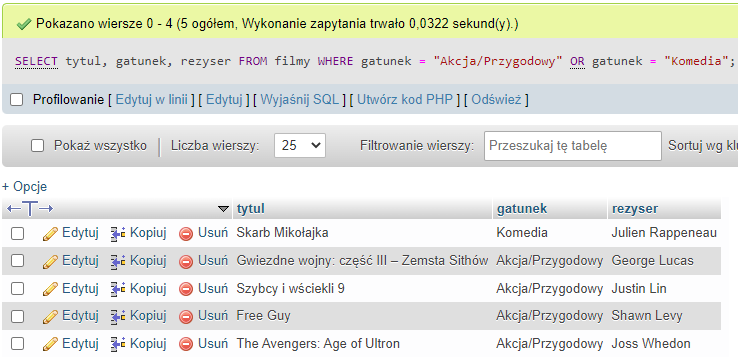 Pokazano wiersze 0 - 4 (5 ogółem, Wykonanie zapytania trwało 0,0322 sekund(y).)
SELECT tytul, gatunek, rezyser FROM filmy WHERE gatunek = "Akcja/Przygodowy" OR gatunek = "Komedia";
Profilowanie [ Edytuj w linii ] [ Edytuj ] [ Wyjaśnij SQL ] [ Utwórz kod PHP ] [ Odśwież ]
Pokaż wszystko | Liczba wierszy: 25 Filtrowanie wierszy: Przeszukaj tę tabelę Sortuj wg klu
+ Opcje
←T→ tytul gatunek rezyser
Edytuj Kopiuj Usuń Skarb Mikołajka Komedia Julien Rappeneau
Edytuj Kopiuj Usuń Gwiezdne wojny: część III – Zemsta Sithów Akcja/Przygodowy George Lucas
Edytuj Kopiuj Usuń Szybcy i wściekli 9 Akcja/Przygodowy Justin Lin
Edytuj Kopiuj Usuń Free Guy Akcja/Przygodowy Shawn Levy
Edytuj Kopiuj Usuń The Avengers: Age of Ultron Akcja/Przygodowy Joss Whedon